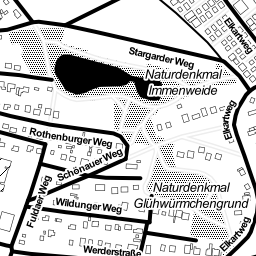 Elkartweg
Stargarder Weg
Naturdenkmal
Immenweide
Elkartweg
Rothenburger Weg
Schönauer Weg
Fuldaer Weg
Naturdenkmal
Glühwürmchengrund
Wildunger Weg
Elkartweg
Werderstraße